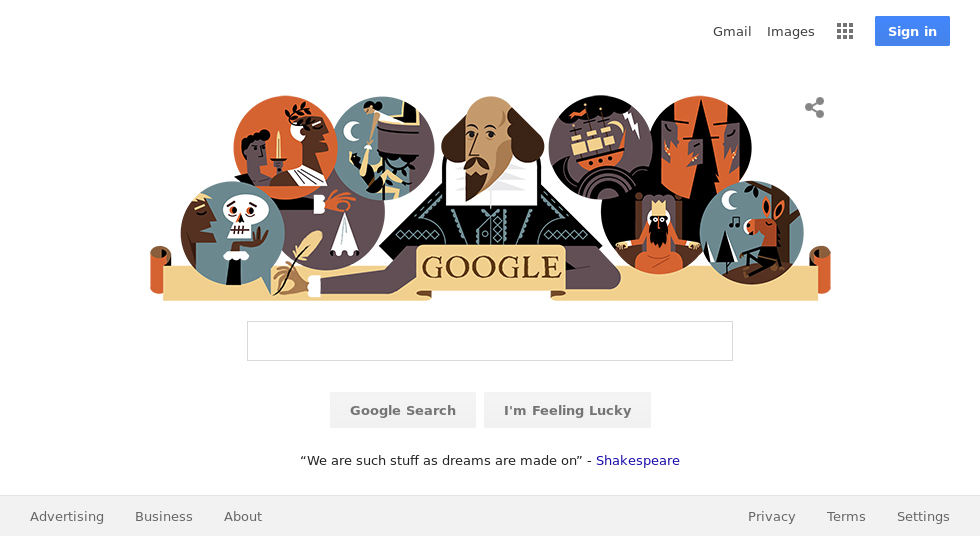 Gmail Images Sign in
GOOGLE
Google Search I'm Feeling Lucky
“We are such stuff as dreams are made on” - Shakespeare
Advertising Business About Privacy Terms Settings